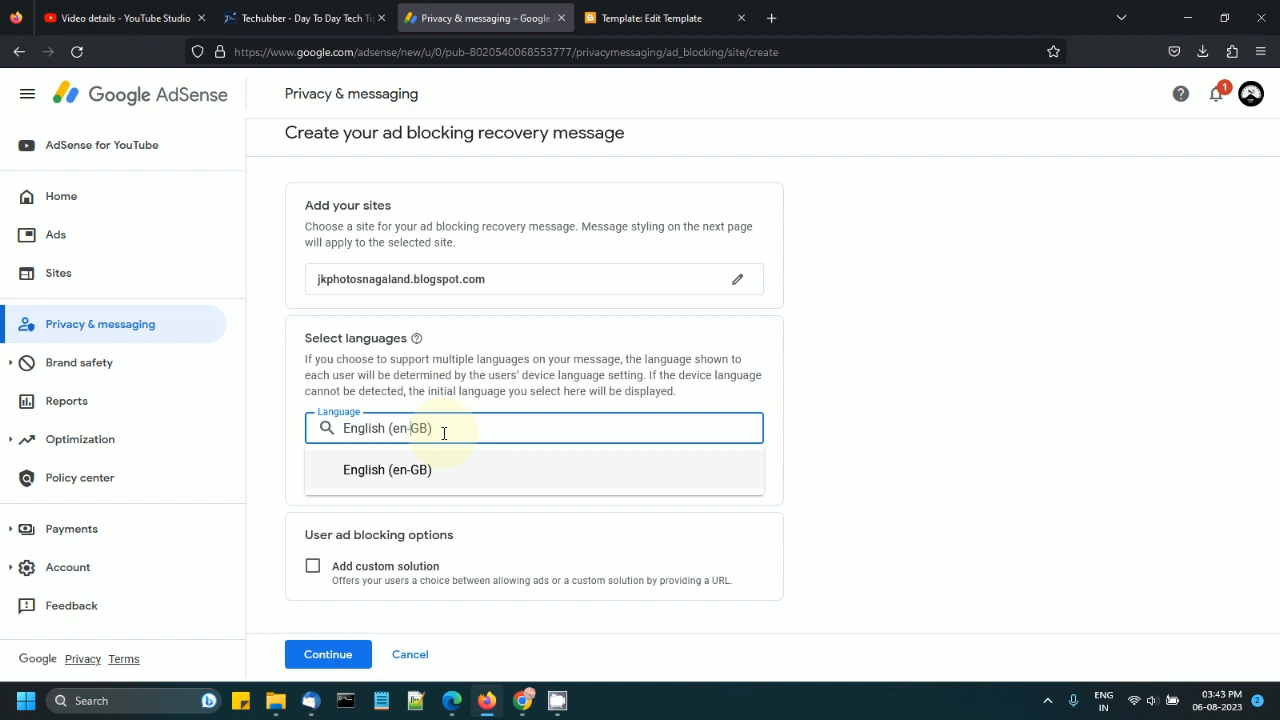 Video details - YouTube Studio
Techubber - Day To Day Tech Ti
Privacy & messaging – Google
Template: Edit Template
https://www.google.com/adsense/new/u/0/pub-8020540068553777/privacymessaging/ad_blocking/site/create
Google AdSense
Privacy & messaging
1
Create your ad blocking recovery message
AdSense for YouTube
Home
Ads
Sites
Privacy & messaging
Brand safety
Reports
Optimization
Policy center
Payments
Account
Feedback
Google Privacy Terms
Add your sites
Choose a site for your ad blocking recovery message. Message styling on the next page
will apply to the selected site.
jkphotosnagaland.blogspot.com
Select languages
If you choose to support multiple languages on your message, the language shown to
each user will be determined by the users' device language setting. If the device language
cannot be detected, the initial language you select here will be displayed.
Language
English (en-GB)
English (en-GB)
User ad blocking options
Add custom solution
Offers your users a choice between allowing ads or a custom solution by providing a URL.
Continue
Cancel
Search
ENG
IN
03:43 PM
06-08-2023
2